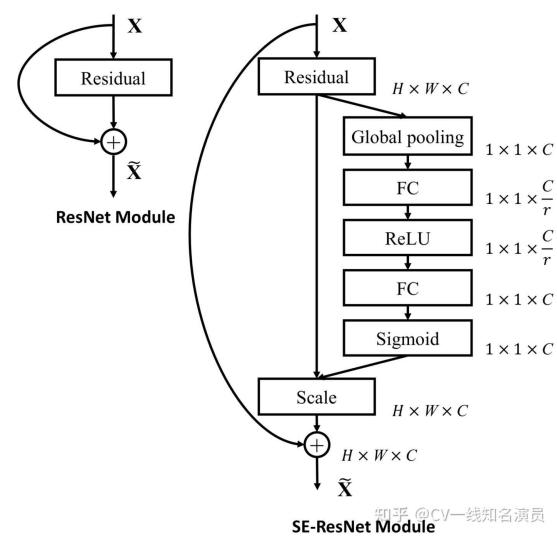 X
Residual
+
X̃
ResNet Module
X
Residual
H × W × C
Global pooling
1 × 1 × C
FC
1 × 1 × C/r
ReLU
1 × 1 × C/r
FC
1 × 1 × C
Sigmoid
1 × 1 × C
Scale
H × W × C
+
H × W × C
X̃
SE-ResNet Module
知乎 @CV一线知名演员